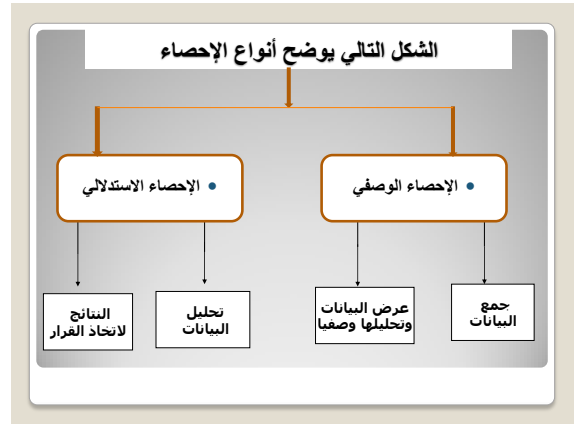 الشكل التالي يوضح أنواع الإحصاء
• الإحصاء الوصفي
• الإحصاء الاستدلالي
جمع
البيانات
عرض البيانات
وتحليلها وصفيا
تحليل
البيانات
النتائج
لاتخاذ القرار